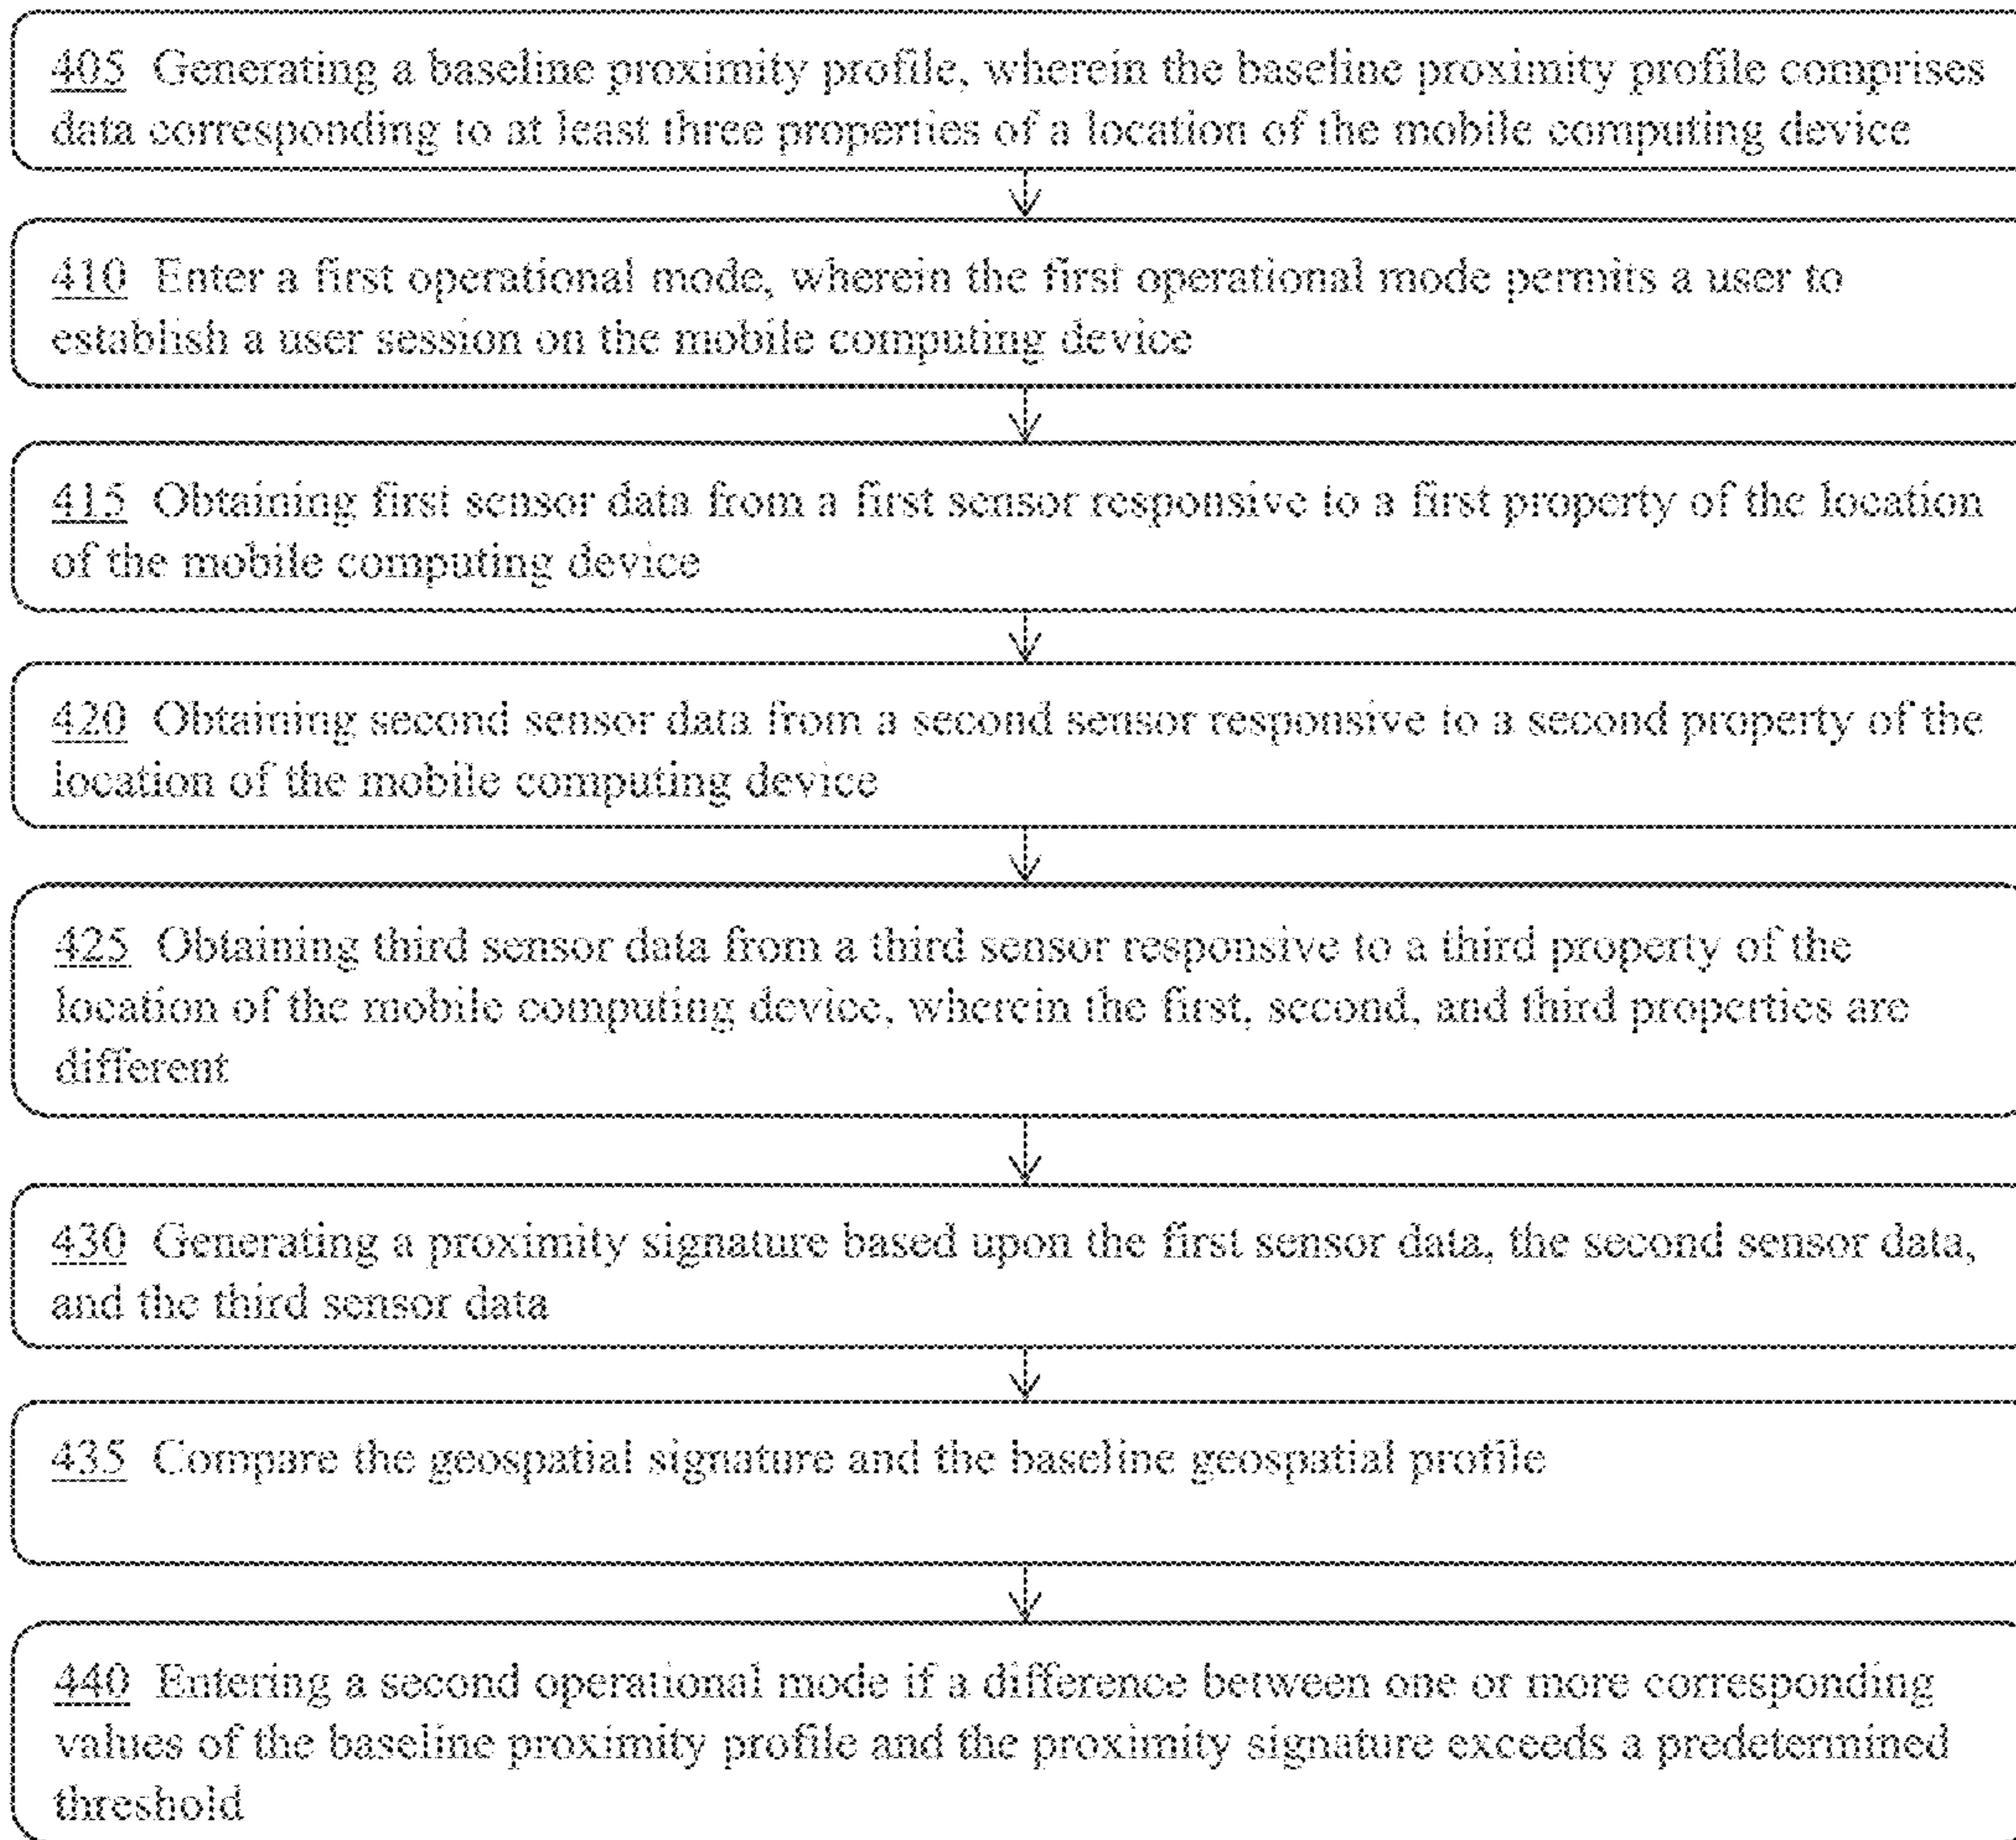 405 Generating a baseline proximity profile, wherein the baseline proximity profile comprises
data corresponding to at least three properties of a location of the mobile computing device
410 Enter a first operational mode, wherein the first operational mode permits a user to
establish a user session on the mobile computing device
415 Obtaining first sensor data from a first sensor responsive to a first property of the location
of the mobile computing device
420 Obtaining second sensor data from a second sensor responsive to a second property of the
location of the mobile computing device
425 Obtaining third sensor data from a third sensor responsive to a third property of the
location of the mobile computing device, wherein the first, second, and third properties are
different
430 Generating a proximity signature based upon the first sensor data, the second sensor data,
and the third sensor data
435 Compare the geospatial signature and the baseline geospatial profile
440 Entering a second operational mode if a difference between one or more corresponding
values of the baseline proximity profile and the proximity signature exceeds a predetermined
threshold